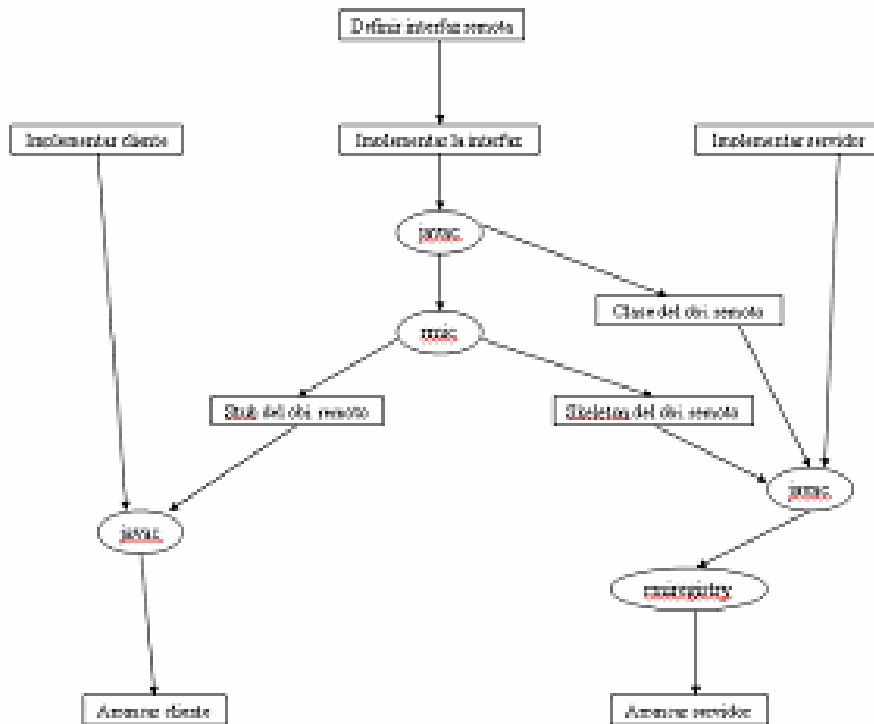 Definir interfaz remota
Implementar cliente
Implementar la interfaz
Implementar servidor
javac
Clase del obj. remoto
rmic
Stub del obj. remoto
Skeleton del obj. remoto
javac
javac
rmiregistry
Arrancar cliente
Arrancar servidor